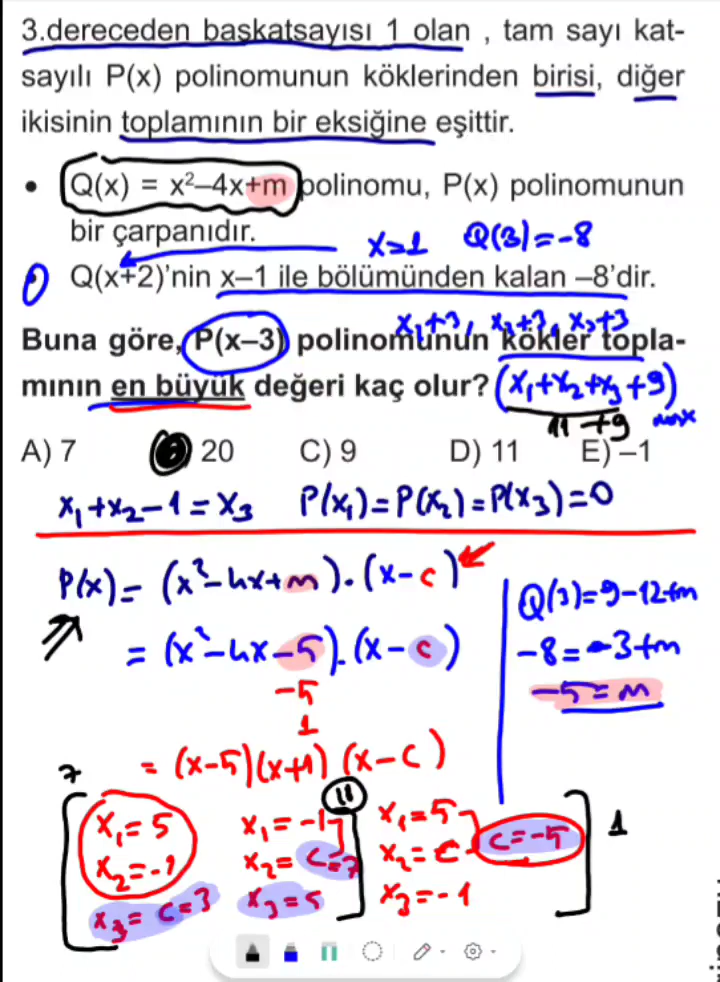 3.dereceden başkatsayısı 1 olan , tam sayı kat-
sayılı P(x) polinomunun köklerinden birisi, diğer
ikisinin toplamının bir eksiğine eşittir.
• Q(x) = x²–4x+m polinomu, P(x) polinomunun
bir çarpanıdır.
x=1 Q(3)=-8
Q(x+2)'nin x–1 ile bölümünden kalan –8'dir.
x₁+3, x₂+3, x₃+3
Buna göre, P(x–3) polinomunun kökler topla-
mının en büyük değeri kaç olur? (x₁+x₂+x₃+9)
11+9 max
A) 7 20 C) 9 D) 11 E) –1
x₁+x₂-1=x₃ P(x₁)=P(x₂)=P(x₃)=0
P(x)= (x²-4x+m).(x-c)
Q(3)=9-12+m
= (x²-4x-5).(x-c)
-8=-3+m
-5
-5=m
1
= (x-5)(x+1)(x-c)
7
11
x₁=5 x₁=-1 x₁=5
c=-5 1
x₂=-1 x₂=c=7 x₂=c
x₃=c=3 x₃=5 x₃=-1